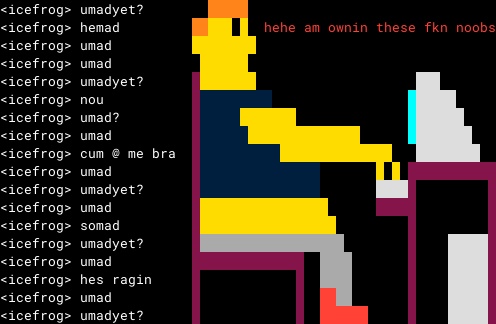 <icefrog> umadyet?
<icefrog> hemad
hehe am ownin these fkn noobs
<icefrog> umad
<icefrog> umad
<icefrog> umadyet?
<icefrog> nou
<icefrog> umad?
<icefrog> umad
<icefrog> cum @ me bra
<icefrog> umad
<icefrog> umadyet?
<icefrog> umad
<icefrog> somad
<icefrog> umadyet?
<icefrog> umad
<icefrog> hes ragin
<icefrog> umad
<icefrog> umadyet?